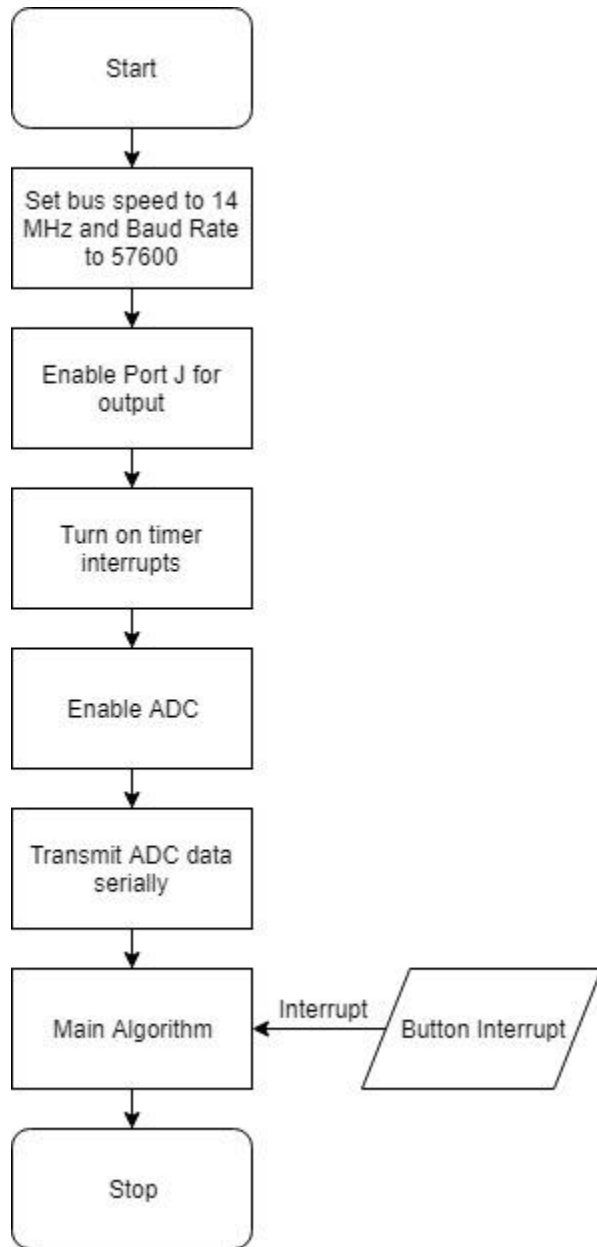 Start
Set bus speed to 14
MHz and Baud Rate
to 57600
Enable Port J for
output
Turn on timer
interrupts
Enable ADC
Transmit ADC data
serially
Main Algorithm
Interrupt
Button Interrupt
Stop